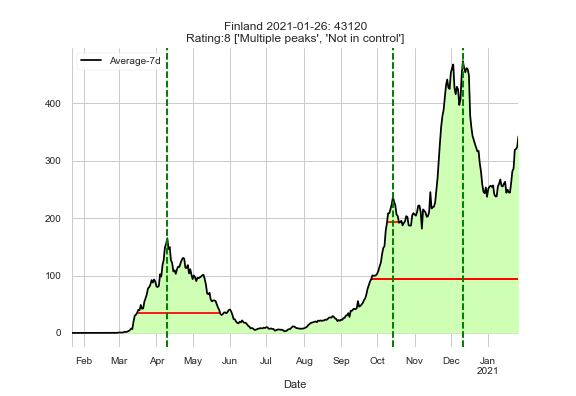 Finland 2021-01-26: 43120
Rating:8 ['Multiple peaks', 'Not in control']
Average-7d
400
300
200
100
0
Feb Mar Apr May Jun Jul Aug Sep Oct Nov Dec Jan
2021
Date